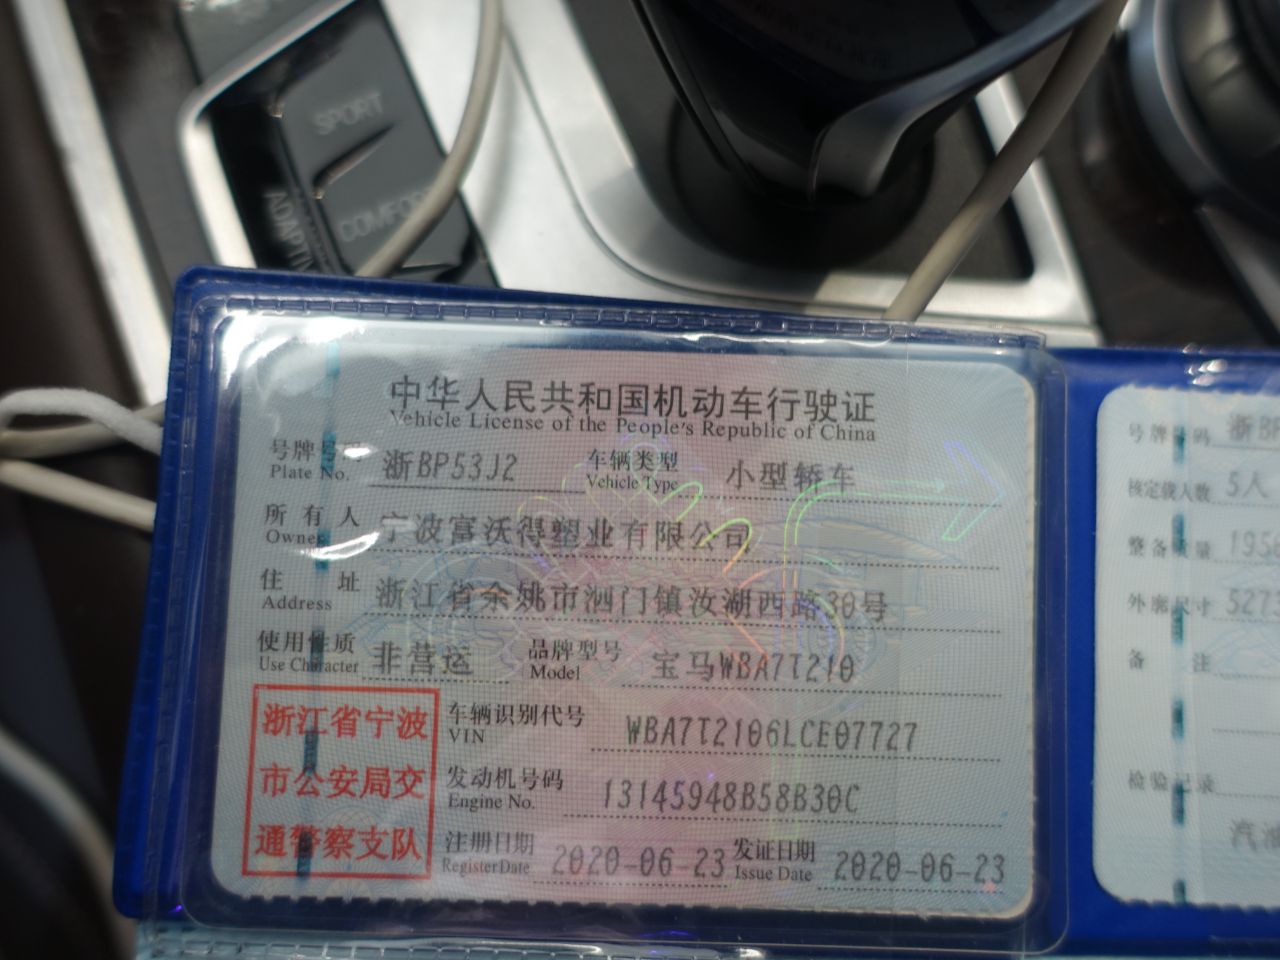 SPORT
COMFOR
ADAPTIV
中华人民共和国机动车行驶证
Vehicle License of the People's Republic of China
号牌号码 浙BP53J2 车辆类型 小型轿车
Plate No. Vehicle Type
所有人 宁波富沃得塑业有限公司
Owner
住址 浙江省余姚市泗门镇汝湖西路30号
Address
使用性质 非营运 品牌型号 宝马WBA7T210
Use Character Model
浙江省宁波
市公安局交
通警察支队
车辆识别代号 WBA7T2106LCE07727
VIN
发动机号码 13145948B58B30C
Engine No.
注册日期 2020-06-23 发证日期 2020-06-23
Register Date Issue Date
号牌号码 浙BP
核定载人数 5人
整备质量 195
外廓尺寸 527
备注
检验记录
汽油